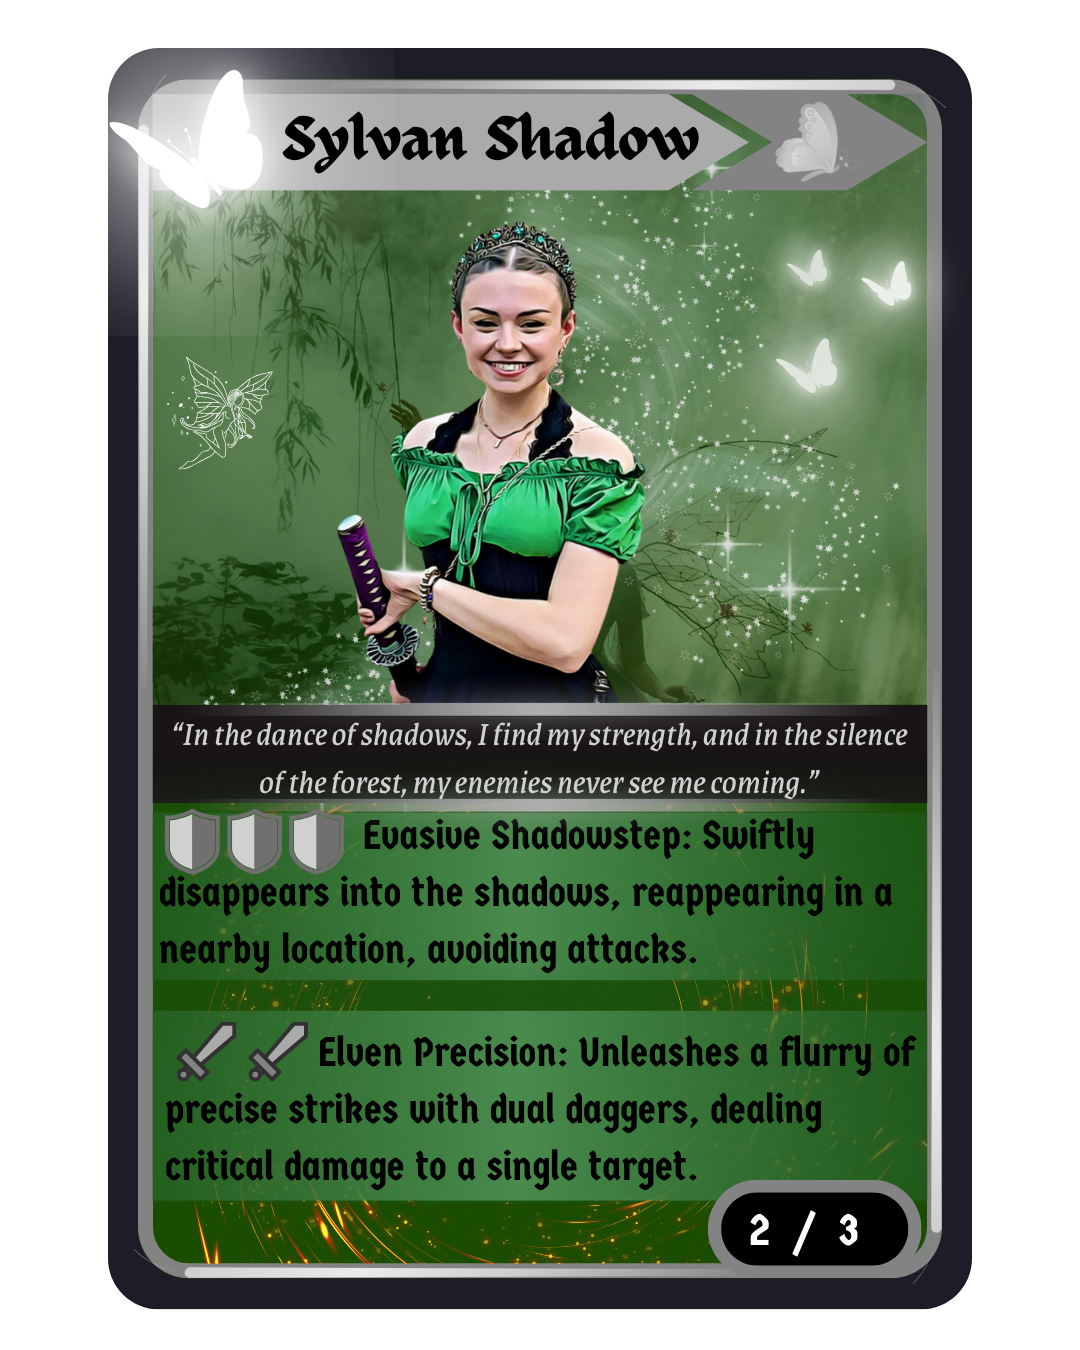 Sylvan Shadow
“In the dance of shadows, I find my strength, and in the silence
of the forest, my enemies never see me coming.”
Evasive Shadowstep: Swiftly
disappears into the shadows, reappearing in a
nearby location, avoiding attacks.
Elven Precision: Unleashes a flurry of
precise strikes with dual daggers, dealing
critical damage to a single target.
2 / 3